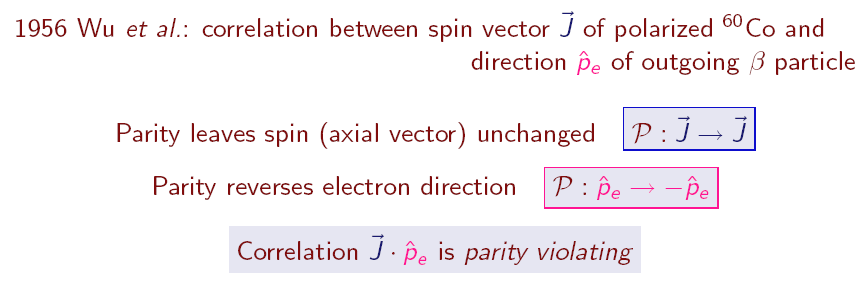 1956 Wu et al.: correlation between spin vector J⃗ of polarized ⁶⁰Co and
direction p̂ₑ of outgoing β particle
Parity leaves spin (axial vector) unchanged 𝒫 : J⃗ → J⃗
Parity reverses electron direction 𝒫 : p̂ₑ → −p̂ₑ
Correlation J⃗ · p̂ₑ is parity violating